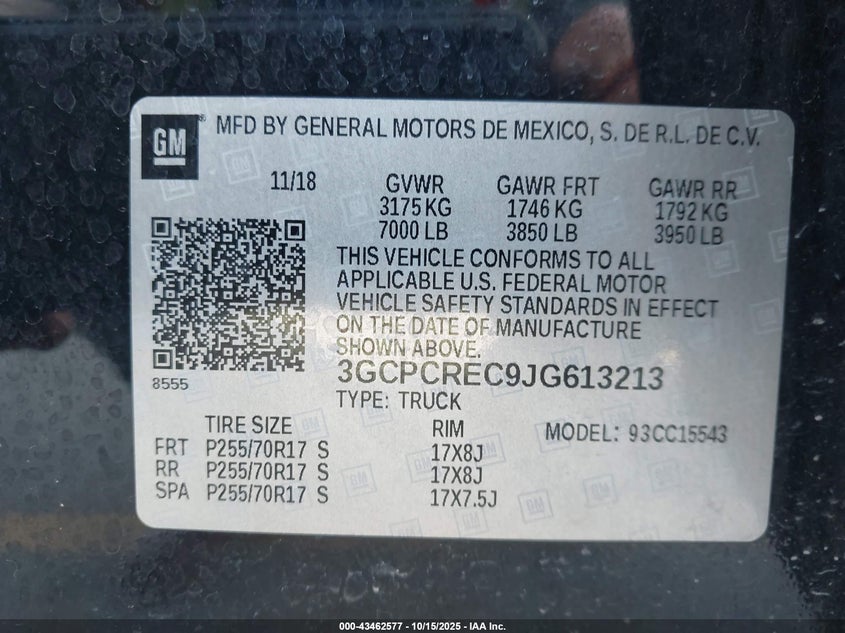 GM ® MFD BY GENERAL MOTORS DE MEXICO, S. DE R.L. DE C.V.
11/18 GVWR GAWR FRT GAWR RR
3175 KG 1746 KG 1792 KG
7000 LB 3850 LB 3950 LB
THIS VEHICLE CONFORMS TO ALL
APPLICABLE U.S. FEDERAL MOTOR
VEHICLE SAFETY STANDARDS IN EFFECT
ON THE DATE OF MANUFACTURE
SHOWN ABOVE.
8555
3GCPCREC9JG613213
TYPE: TRUCK
TIRE SIZE RIM MODEL: 93CC15543
FRT P255/70R17 S 17X8J
RR P255/70R17 S 17X8J
SPA P255/70R17 S 17X7.5J
000-43462577 - 10/15/2025 - IAA Inc.